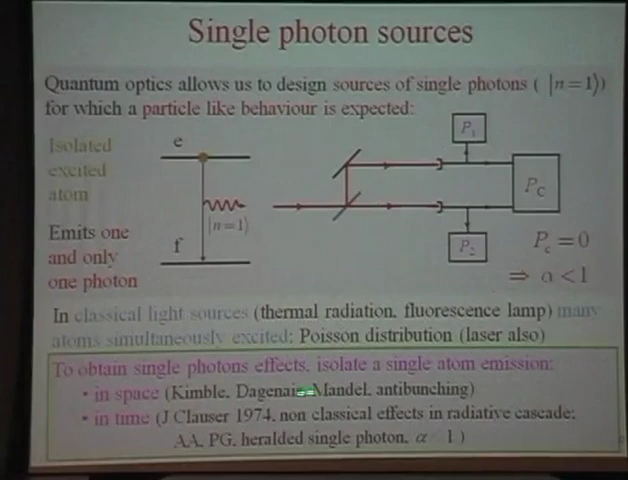 Single photon sources
Quantum optics allows us to design sources of single photons ( |n = 1⟩)
for which a particle like behaviour is expected:
Isolated
excited
atom
e
|n = 1⟩
f
Emits one
and only
one photon
P₁
P₂
P_C
P_c = 0
⇒ α < 1
In classical light sources (thermal radiation, fluorescence lamp) many
atoms simultaneously excited: Poisson distribution (laser also)
To obtain single photons effects, isolate a single atom emission:
• in space (Kimble, Dagenais Mandel, antibunching)
• in time (J Clauser 1974, non classical effects in radiative cascade;
AA, PG, heralded single photon, α 1 )